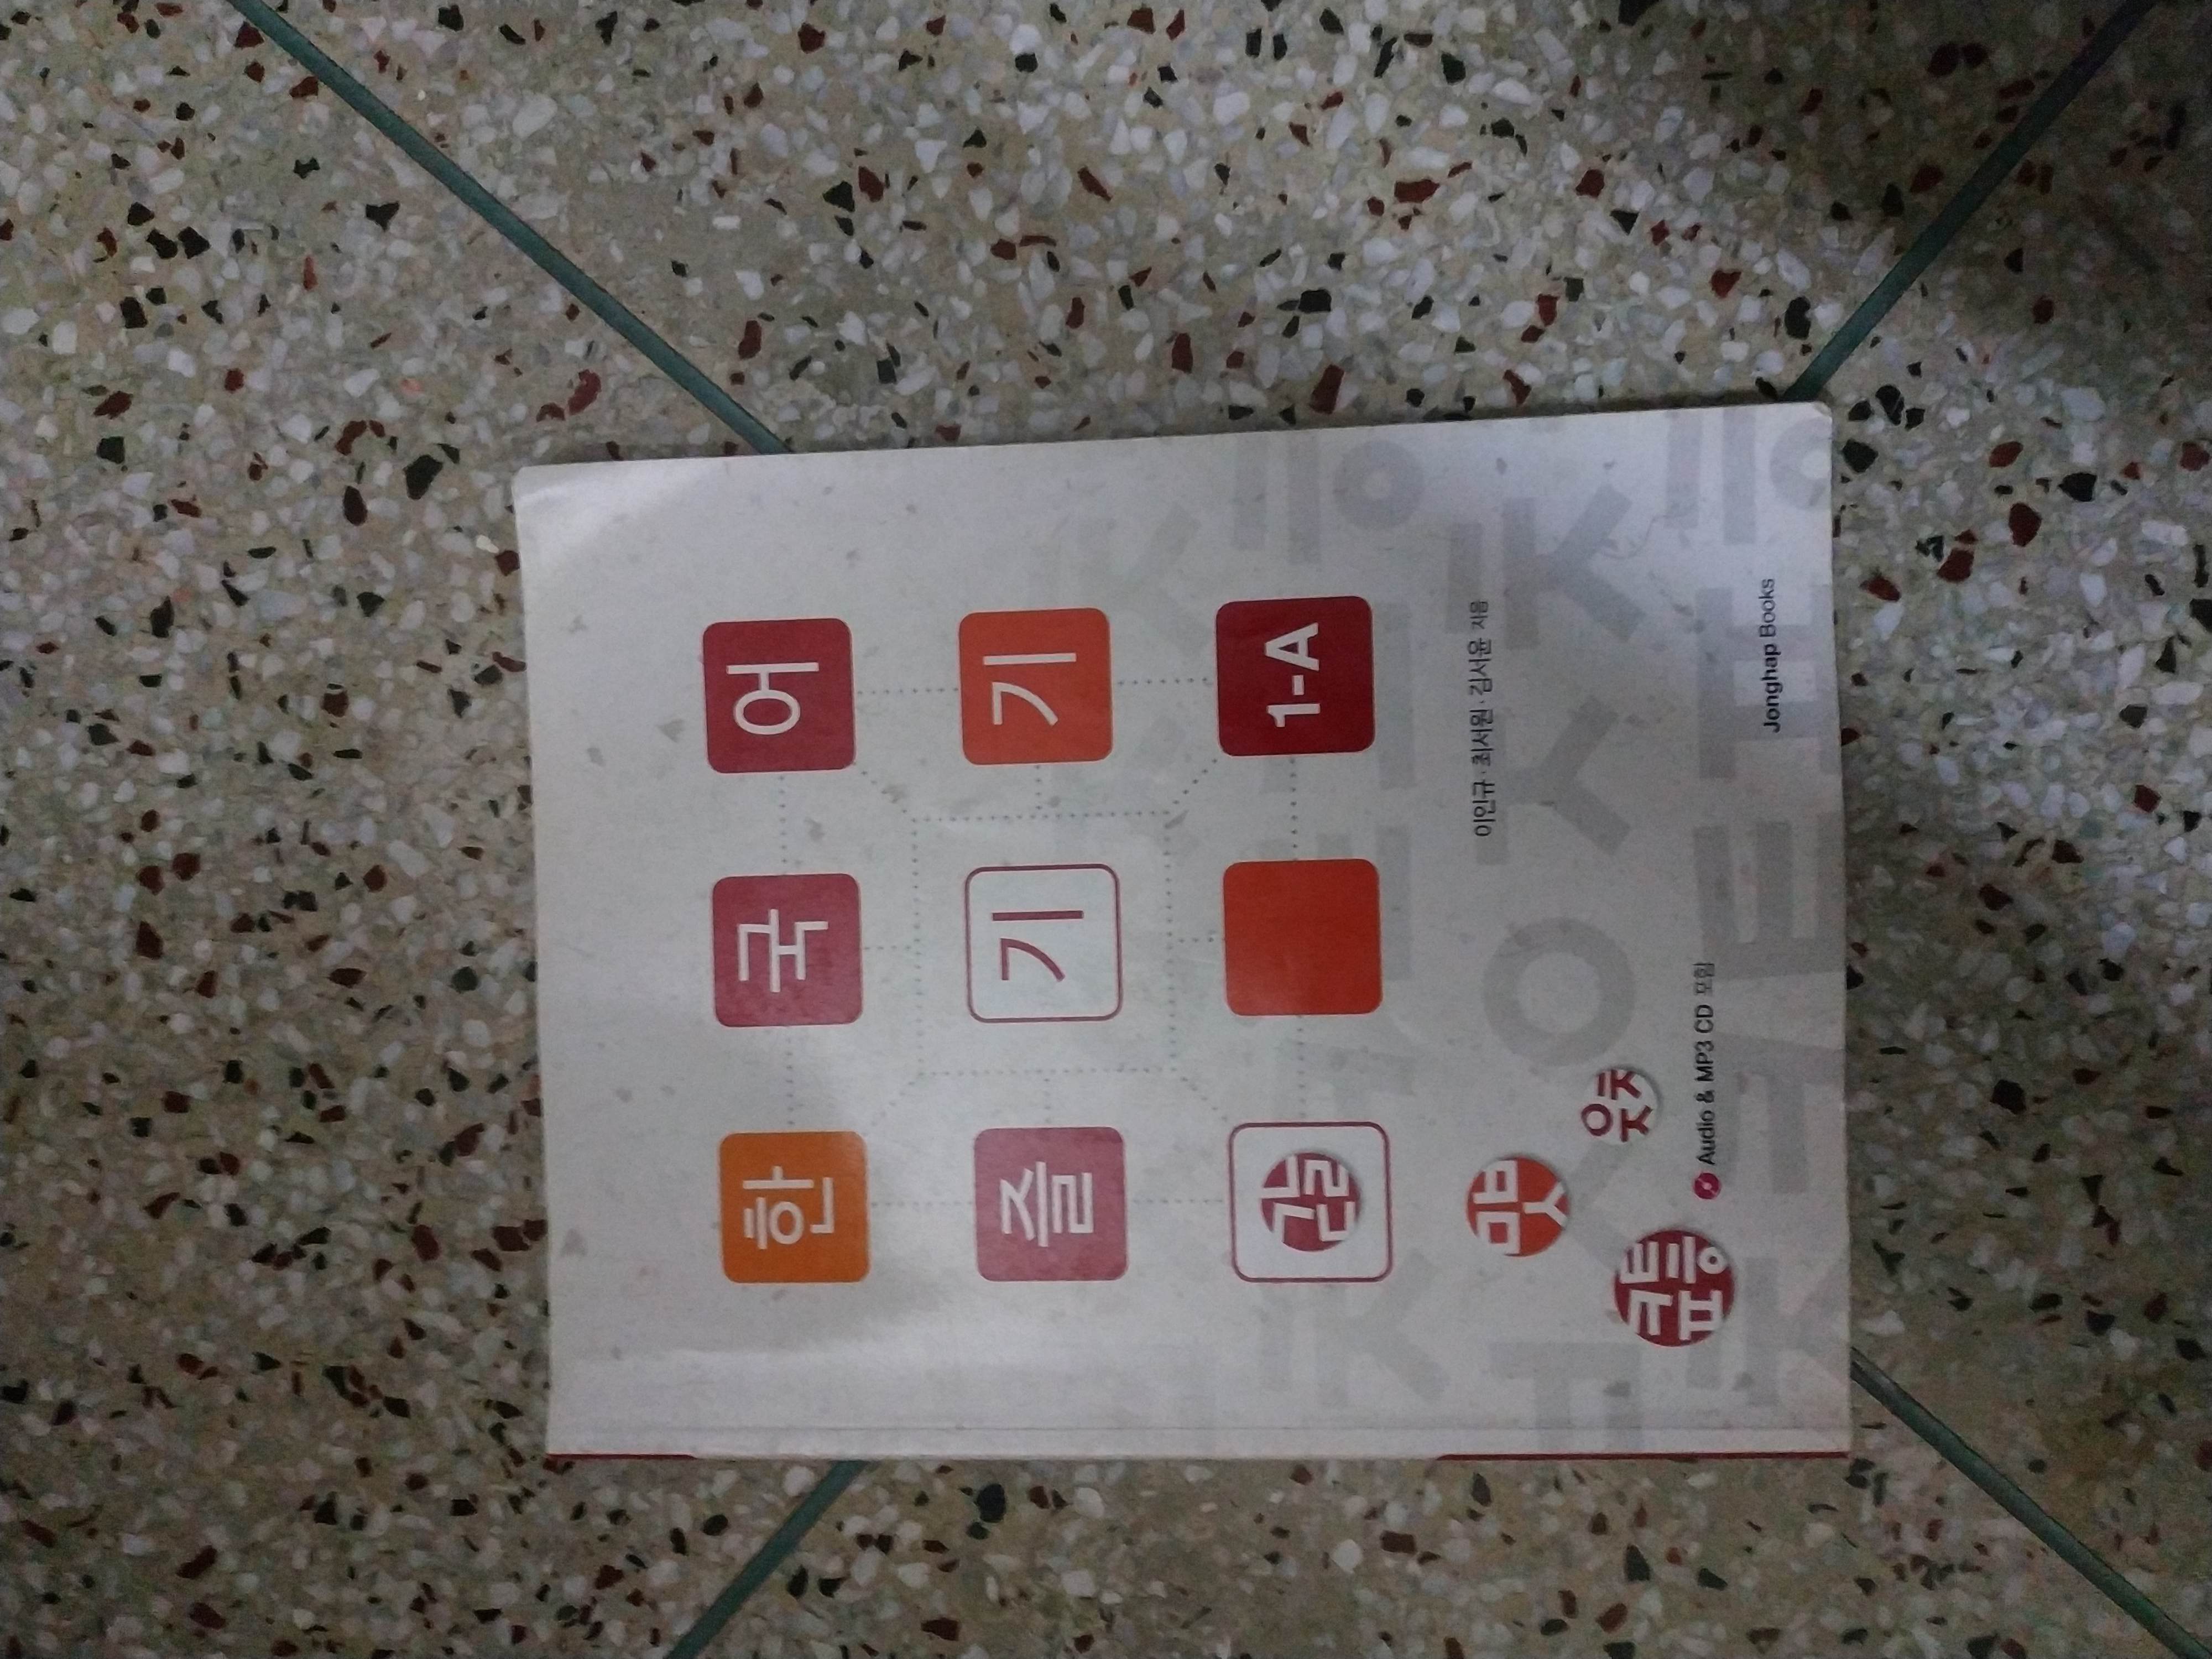 한 국 어
즐 기 기
1-A
이인규·최서원·김서윤 지음
Audio & MP3 CD 포함
Jonghap Books